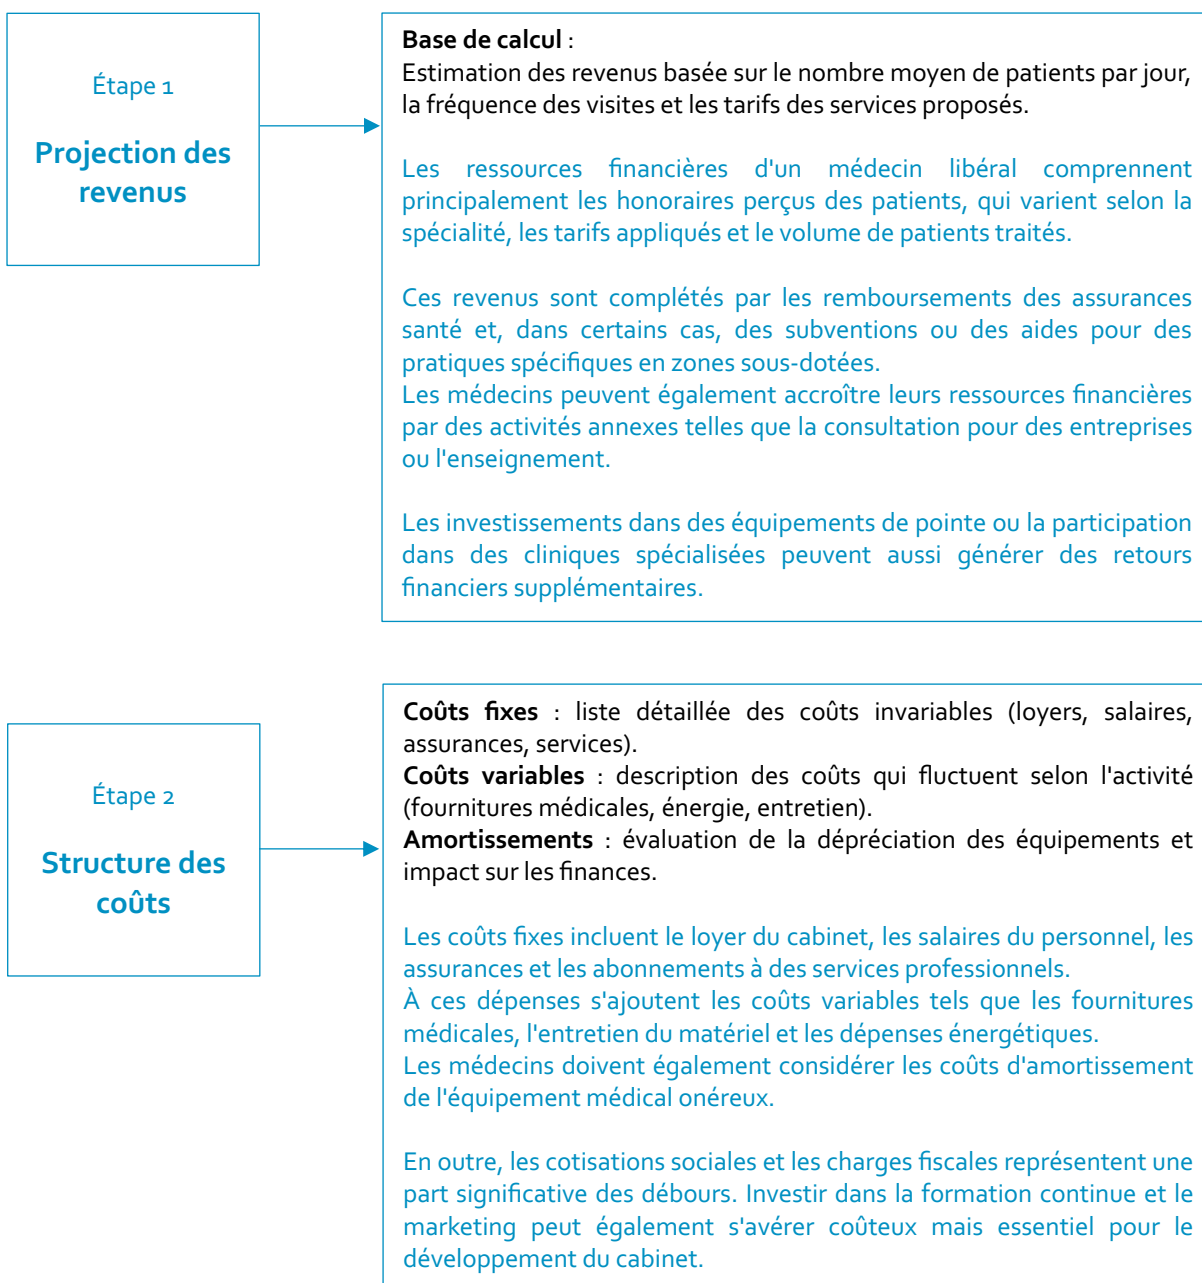 Étape 1
Projection des
revenus
Base de calcul :
Estimation des revenus basée sur le nombre moyen de patients par jour,
la fréquence des visites et les tarifs des services proposés.
Les ressources financières d'un médecin libéral comprennent
principalement les honoraires perçus des patients, qui varient selon la
spécialité, les tarifs appliqués et le volume de patients traités.
Ces revenus sont complétés par les remboursements des assurances
santé et, dans certains cas, des subventions ou des aides pour des
pratiques spécifiques en zones sous-dotées.
Les médecins peuvent également accroître leurs ressources financières
par des activités annexes telles que la consultation pour des entreprises
ou l'enseignement.
Les investissements dans des équipements de pointe ou la participation
dans des cliniques spécialisées peuvent aussi générer des retours
financiers supplémentaires.
Étape 2
Structure des
coûts
Coûts fixes : liste détaillée des coûts invariables (loyers, salaires,
assurances, services).
Coûts variables : description des coûts qui fluctuent selon l'activité
(fournitures médicales, énergie, entretien).
Amortissements : évaluation de la dépréciation des équipements et
impact sur les finances.
Les coûts fixes incluent le loyer du cabinet, les salaires du personnel, les
assurances et les abonnements à des services professionnels.
À ces dépenses s'ajoutent les coûts variables tels que les fournitures
médicales, l'entretien du matériel et les dépenses énergétiques.
Les médecins doivent également considérer les coûts d'amortissement
de l'équipement médical onéreux.
En outre, les cotisations sociales et les charges fiscales représentent une
part significative des débours. Investir dans la formation continue et le
marketing peut également s'avérer coûteux mais essentiel pour le
développement du cabinet.